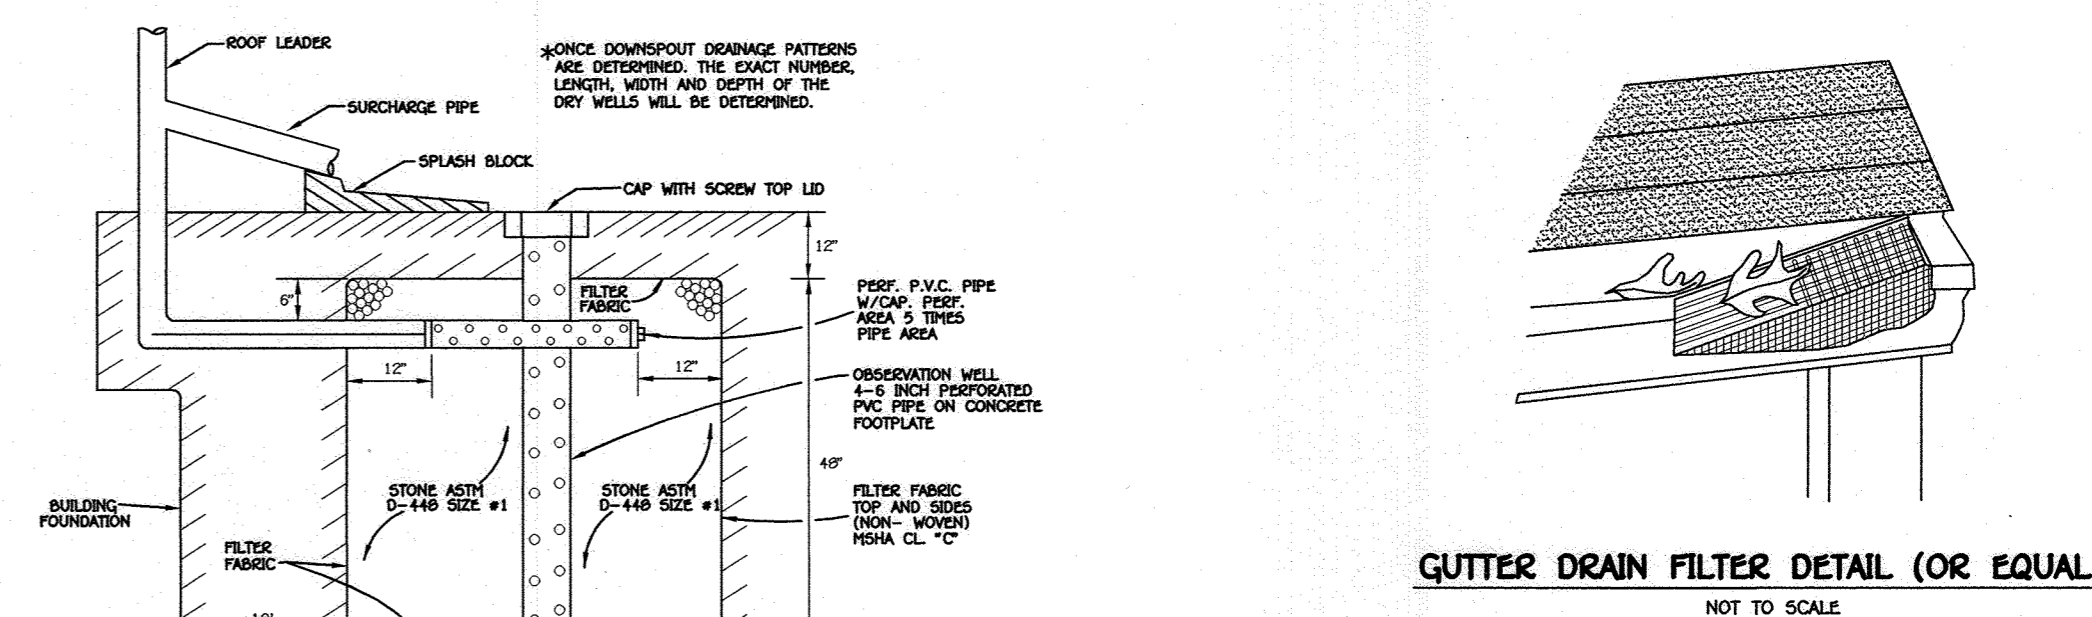 ROOF LEADER
*ONCE DOWNSPOUT DRAINAGE PATTERNS
ARE DETERMINED. THE EXACT NUMBER,
LENGTH, WIDTH AND DEPTH OF THE
DRY WELLS WILL BE DETERMINED.
SURCHARGE PIPE
SPLASH BLOCK
CAP WITH SCREW TOP LID
12"
6"
FILTER
FABRIC
PERF. P.V.C. PIPE
W/CAP. PERF.
AREA 5 TIMES
PIPE AREA
12"
12"
OBSERVATION WELL
4-6 INCH PERFORATED
PVC PIPE ON CONCRETE
FOOTPLATE
48"
STONE ASTM
D-448 SIZE #1
STONE ASTM
D-448 SIZE #1
FILTER FABRIC
TOP AND SIDES
(NON- WOVEN)
MSHA CL. "C"
BUILDING
FOUNDATION
FILTER
FABRIC
GUTTER DRAIN FILTER DETAIL (OR EQUAL
NOT TO SCALE